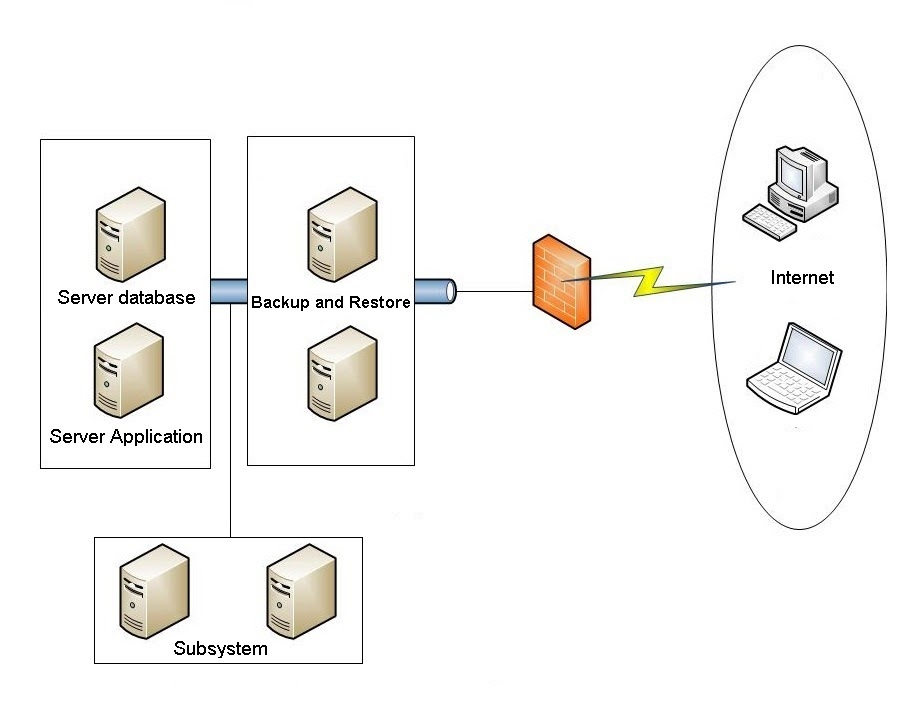 Server database
Backup and Restore
Internet
Server Application
Subsystem